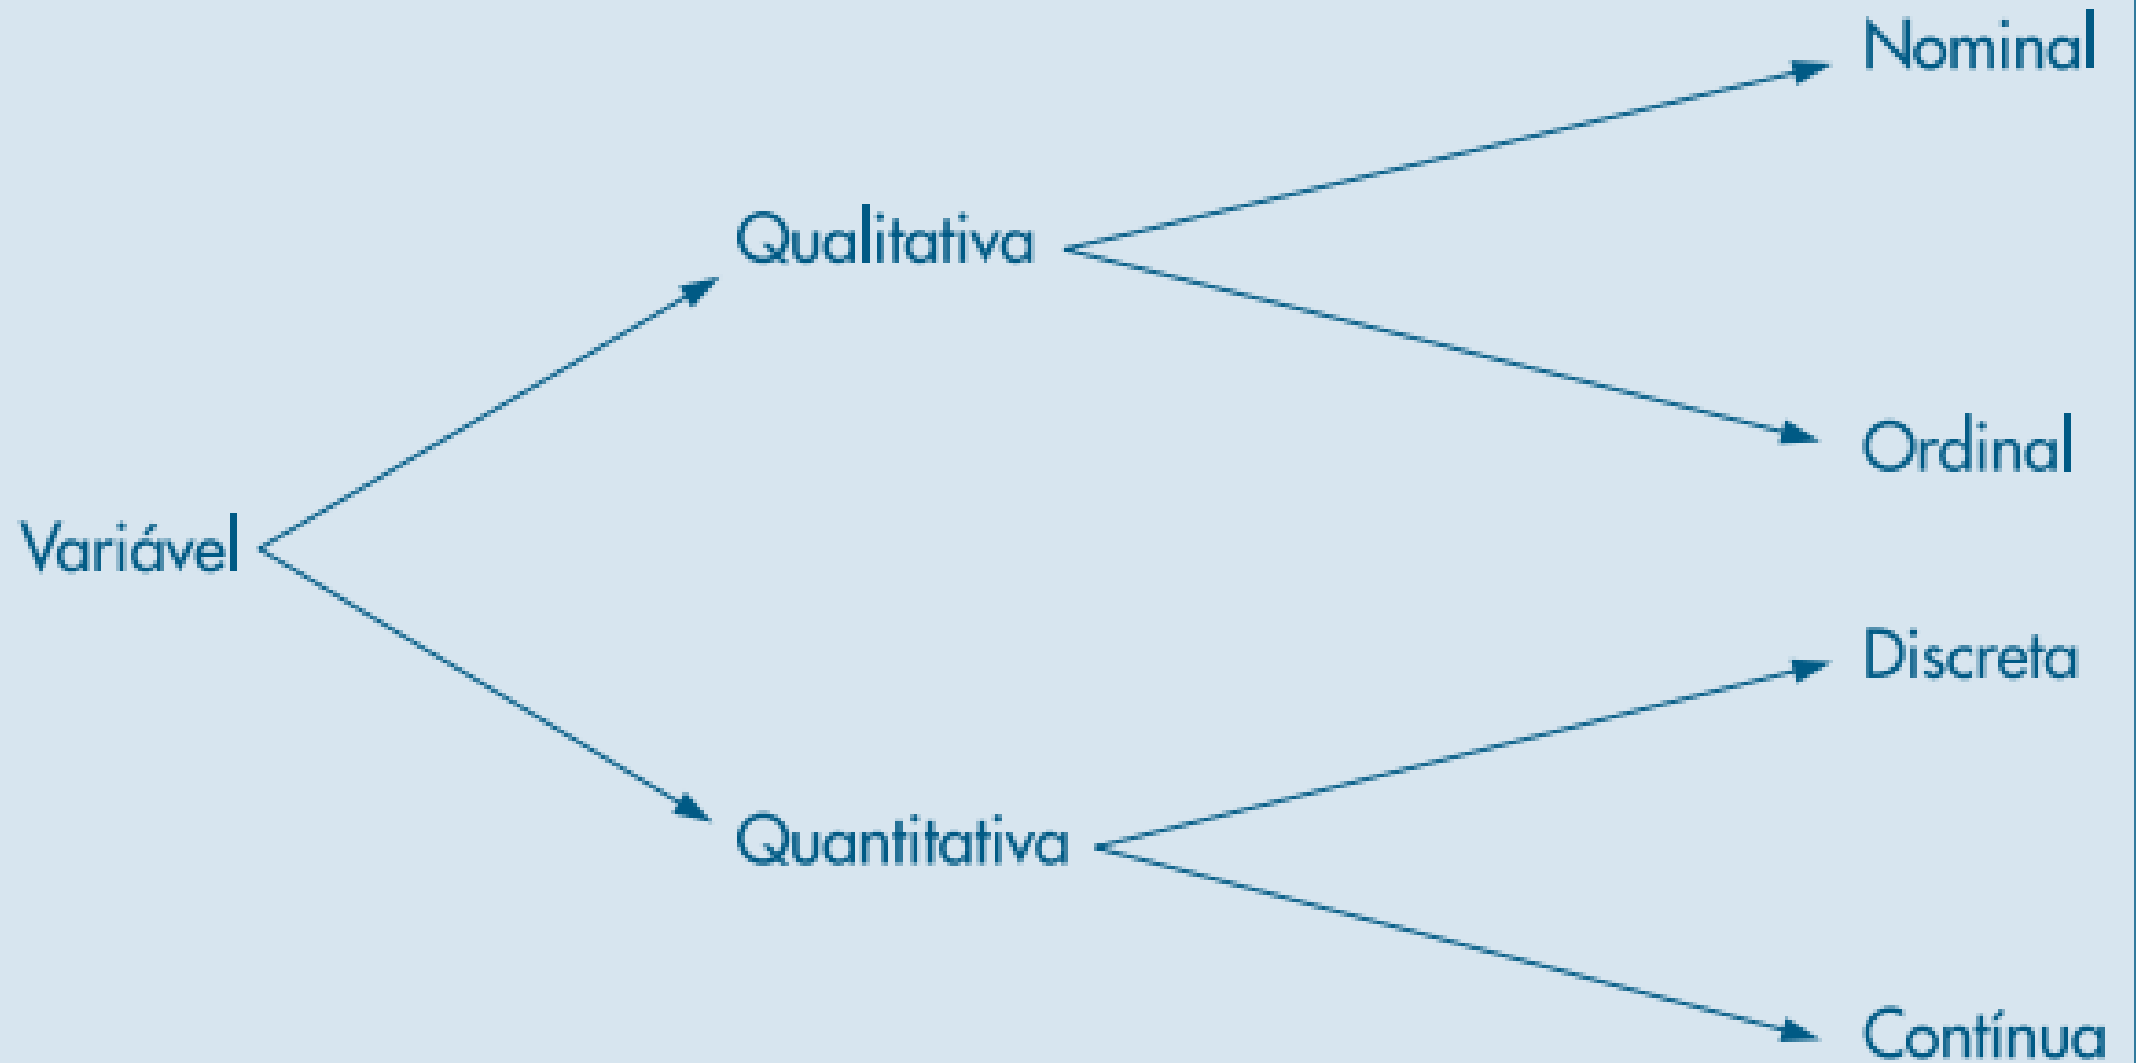 Nominal
Qualitativa
Ordinal
Variável
Discreta
Quantitativa
Contínua